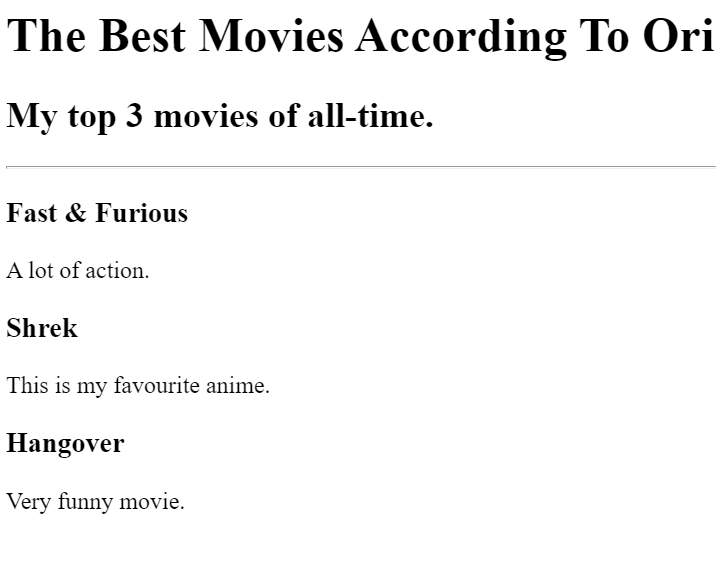 The Best Movies According To Ori
My top 3 movies of all-time.
Fast & Furious
A lot of action.
Shrek
This is my favourite anime.
Hangover
Very funny movie.